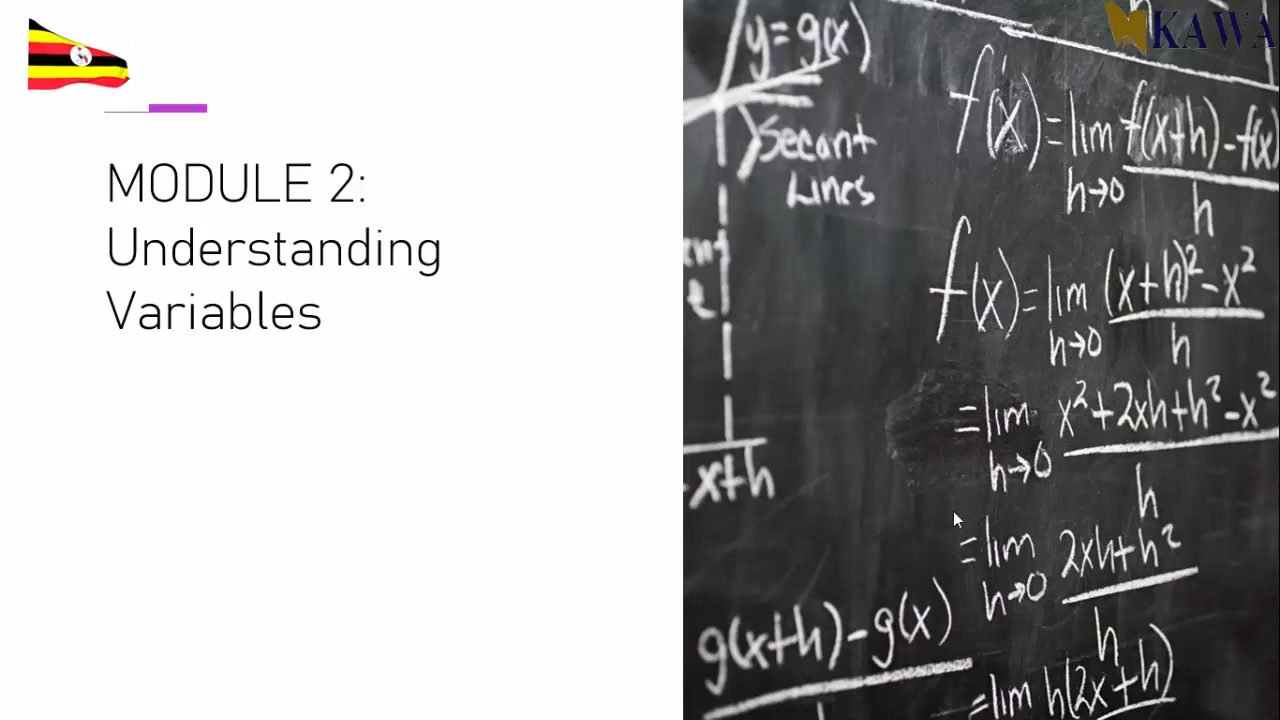 MODULE 2:
Understanding
Variables
KAWA
y = g(x)
Secant
Lines
x+h
g(x+h) - g(x)
f'(x) = lim f(x+h) - f(x)
h→0 h
f(x) = lim (x+h)² - x²
h→0 h
= lim x² + 2xh + h² - x²
h→0 h
= lim 2xh + h²
h→0 h
= lim h(2x + h)